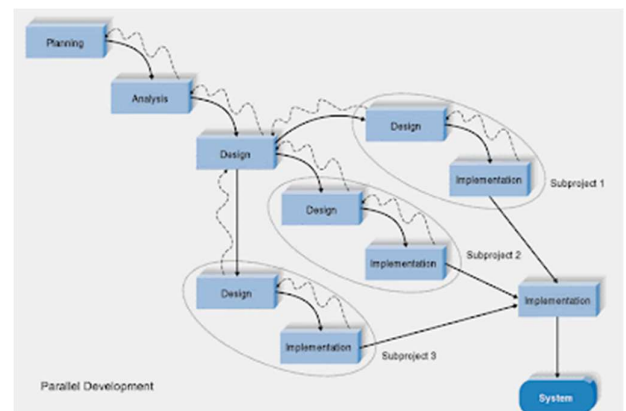 Planning
Analysis
Design
Design
Implementation
Subproject 1
Design
Implementation
Subproject 2
Design
Implementation
Subproject 3
Implementation
System
Parallel Development